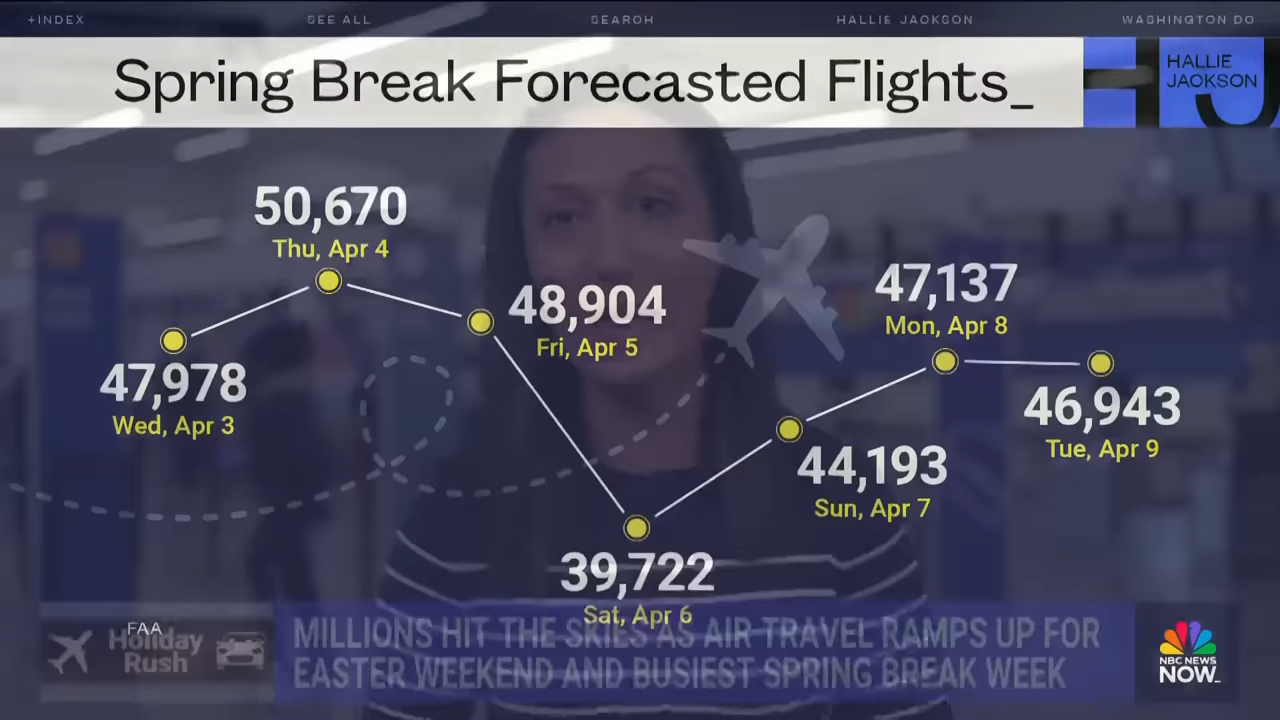 +INDEX
SEE ALL
SEARCH
HALLIE JACKSON
WASHINGTON DC
Spring Break Forecasted Flights_
HALLIE
JACKSON
50,670
Thu, Apr 4
47,978
Wed, Apr 3
48,904
Fri, Apr 5
39,722
Sat, Apr 6
44,193
Sun, Apr 7
47,137
Mon, Apr 8
46,943
Tue, Apr 9
FAA
Holiday
Rush
MILLIONS HIT THE SKIES AS AIR TRAVEL RAMPS UP FOR
EASTER WEEKEND AND BUSIEST SPRING BREAK WEEK
NBC NEWS
NOW_